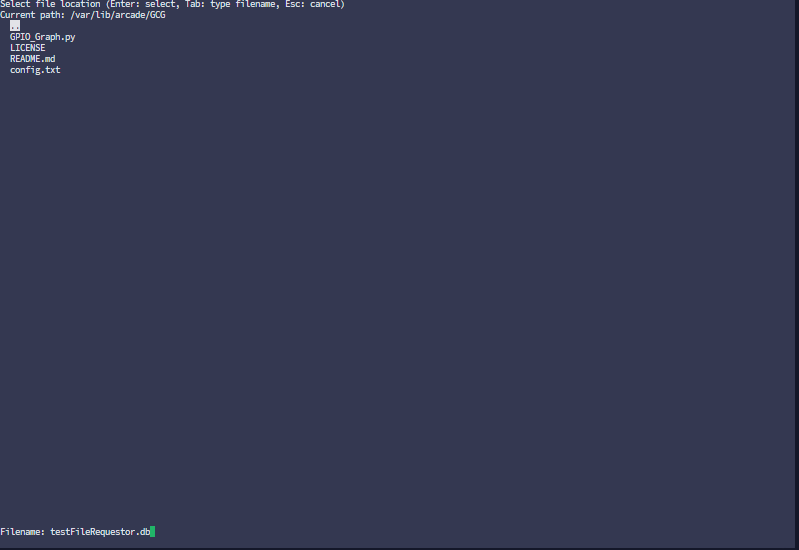 Select file location (Enter: select, Tab: type filename, Esc: cancel)
Current path: /var/lib/arcade/GCG
..
GPIO_Graph.py
LICENSE
README.md
config.txt
Filename: testFileRequestor.db